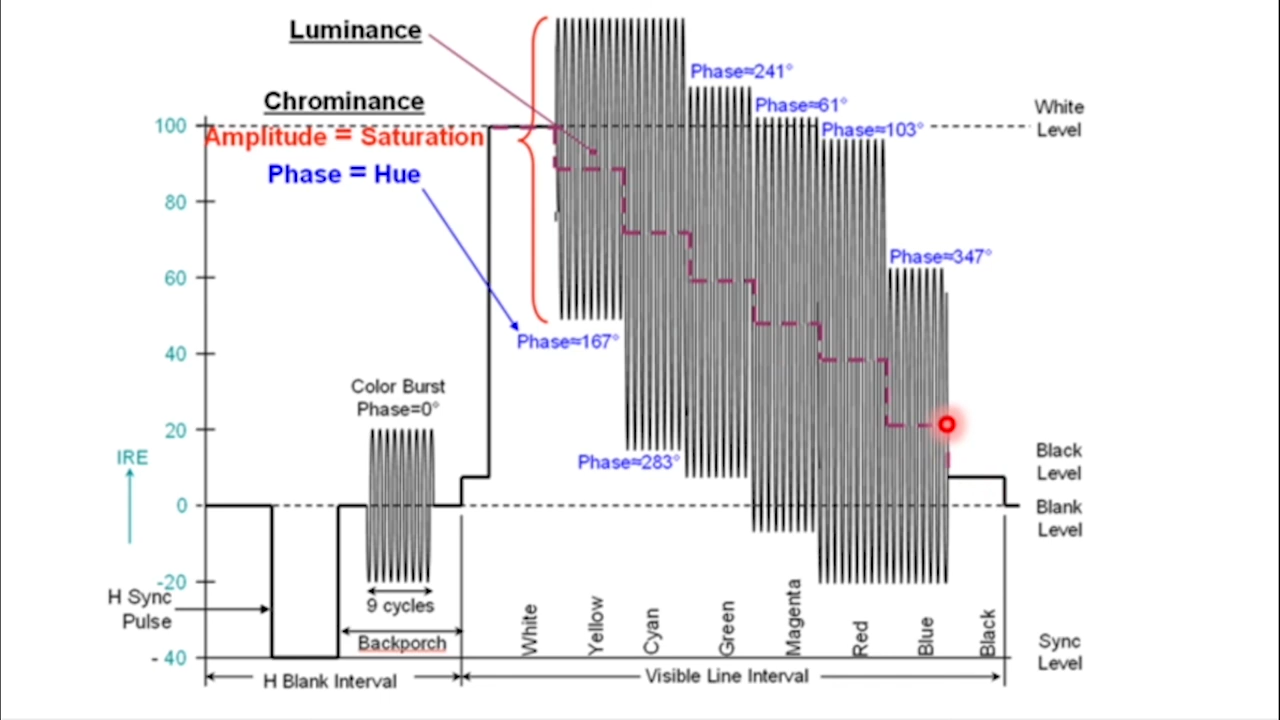 Luminance
Chrominance
Amplitude = Saturation
Phase = Hue
Phase≈241°
Phase≈61°
Phase≈103°
Phase≈347°
Phase≈167°
Phase≈283°
White
Level
100
80
60
40
20
0
-20
- 40
IRE
Color Burst
Phase=0°
Black
Level
Blank
Level
H Sync
Pulse
9 cycles
Backporch
White
Yellow
Cyan
Green
Magenta
Red
Blue
Black
Sync
Level
H Blank Interval
Visible Line Interval